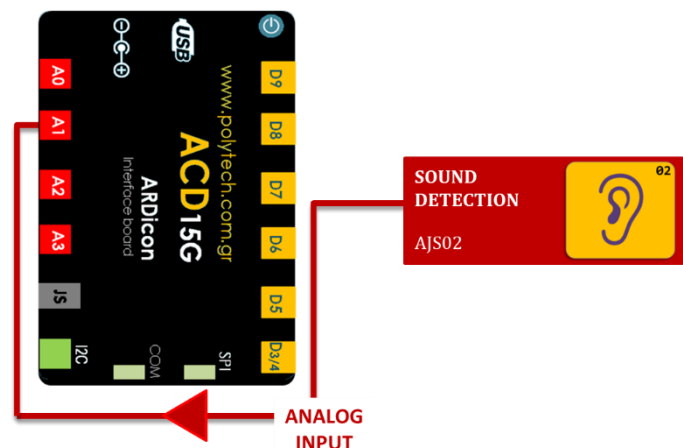 A0
A1
A2
A3
JS
I2C
USB
www.polytech.com.gr
ACD15G
ARDicon
Interface board
COM
SPI
D9
D8
D7
D6
D5
D3/4
SOUND
DETECTION
AJS02
02
ANALOG
INPUT